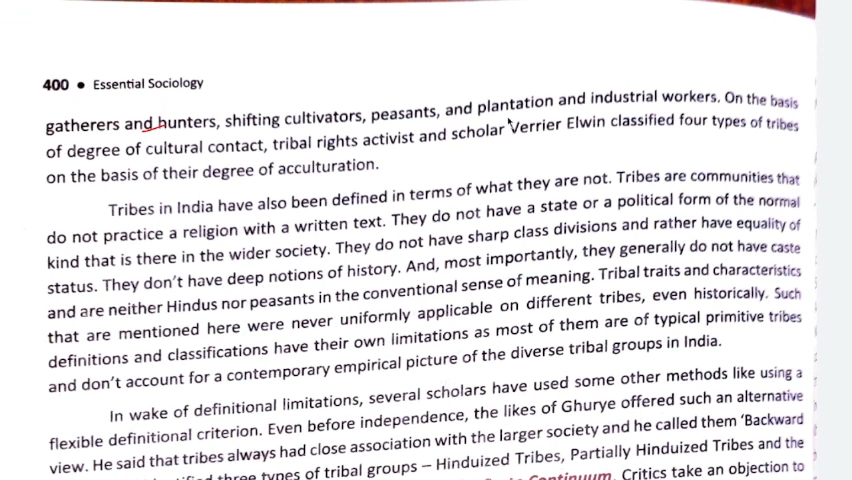 400 • Essential Sociology
gatherers and hunters, shifting cultivators, peasants, and plantation and industrial workers. On the basis
of degree of cultural contact, tribal rights activist and scholar Verrier Elwin classified four types of tribes
on the basis of their degree of acculturation.
Tribes in India have also been defined in terms of what they are not. Tribes are communities that
do not practice a religion with a written text. They do not have a state or a political form of the normal
kind that is there in the wider society. They do not have sharp class divisions and rather have equality of
status. They don't have deep notions of history. And, most importantly, they generally do not have caste
and are neither Hindus nor peasants in the conventional sense of meaning. Tribal traits and characteristics
that are mentioned here were never uniformly applicable on different tribes, even historically. Such
definitions and classifications have their own limitations as most of them are of typical primitive tribes
and don't account for a contemporary empirical picture of the diverse tribal groups in India.
In wake of definitional limitations, several scholars have used some other methods like using a
flexible definitional criterion. Even before independence, the likes of Ghurye offered such an alternative
view. He said that tribes always had close association with the larger society and he called them 'Backward
three types of tribal groups – Hinduized Tribes, Partially Hinduized Tribes and the
Continuum. Critics take an objection to